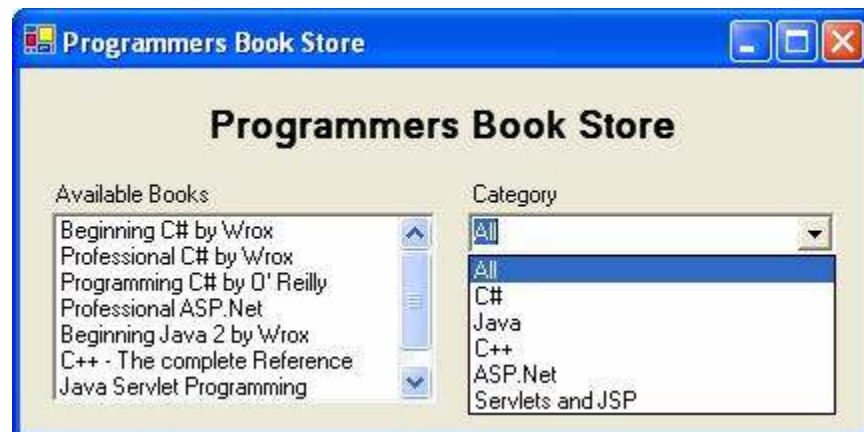 Programmers Book Store
Programmers Book Store
Available Books
Beginning C# by Wrox
Professional C# by Wrox
Programming C# by O' Reilly
Professional ASP.Net
Beginning Java 2 by Wrox
C++ - The complete Reference
Java Servlet Programming
Category
All
All
C#
Java
C++
ASP.Net
Servlets and JSP